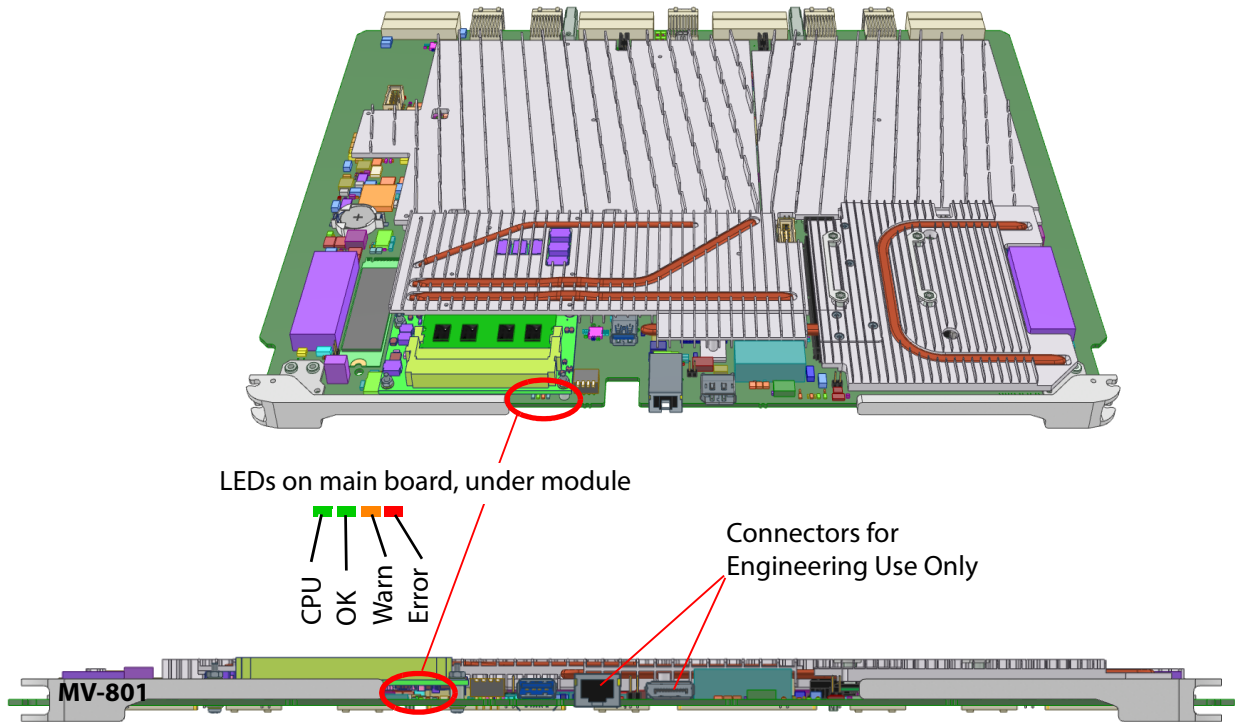 LEDs on main board, under module
CPU
OK
Warn
Error
Connectors for
Engineering Use Only
MV-801